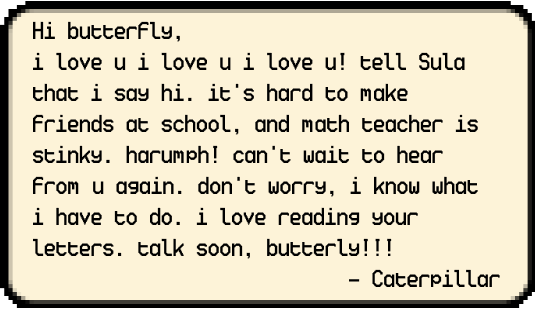 Hi butterfly,
i love u i love u i love u! tell Sula
that i say hi. it's hard to make
friends at school, and math teacher is
stinky. harumph! can't wait to hear
from u again. don't worry, i know what
i have to do. i love reading your
letters. talk soon, butterly!!!
- Caterpillar